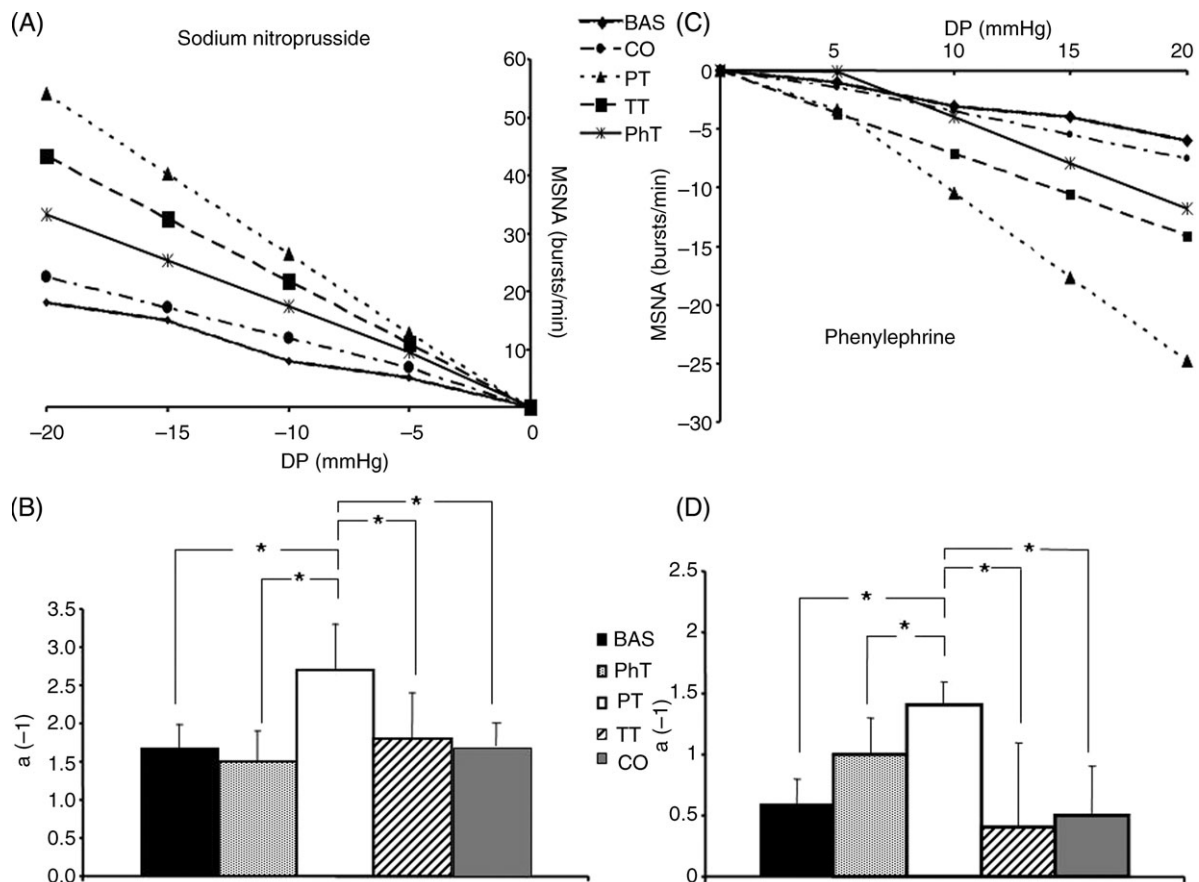 (A)
Sodium nitroprusside
60
50
40
30
20
10
MSNA (bursts/min)
−20
−15
−10
−5
0
DP (mmHg)
BAS
CO
PT
TT
PhT
(C)
DP (mmHg)
5
10
15
20
0
−5
−10
−15
−20
−25
−30
MSNA (bursts/min)
Phenylephrine
(B)
*
*
*
*
3.5
3.0
2.5
2.0
1.5
1.0
0.5
0.0
a (−1)
BAS
PhT
PT
TT
CO
(D)
*
*
*
*
2.5
2
1.5
1
0.5
0
a (−1)